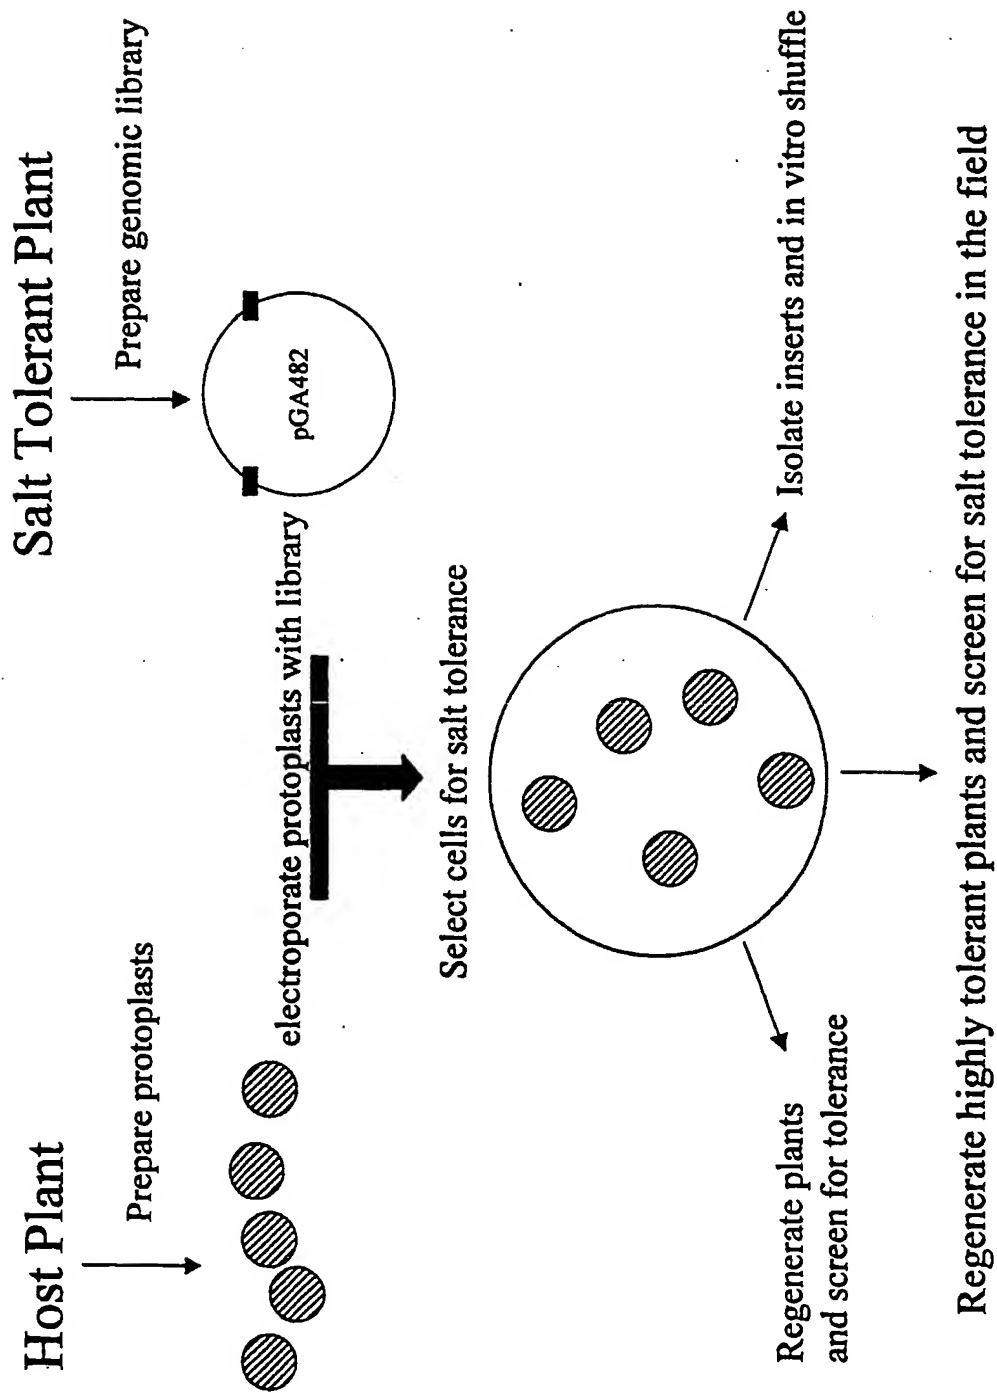 Host Plant
Salt Tolerant Plant
Prepare protoplasts
Prepare genomic library
pGA482
electroporate protoplasts with library
Select cells for salt tolerance
Regenerate plants
and screen for tolerance
Isolate inserts and in vitro shuffle
Regenerate highly tolerant plants and screen for salt tolerance in the field